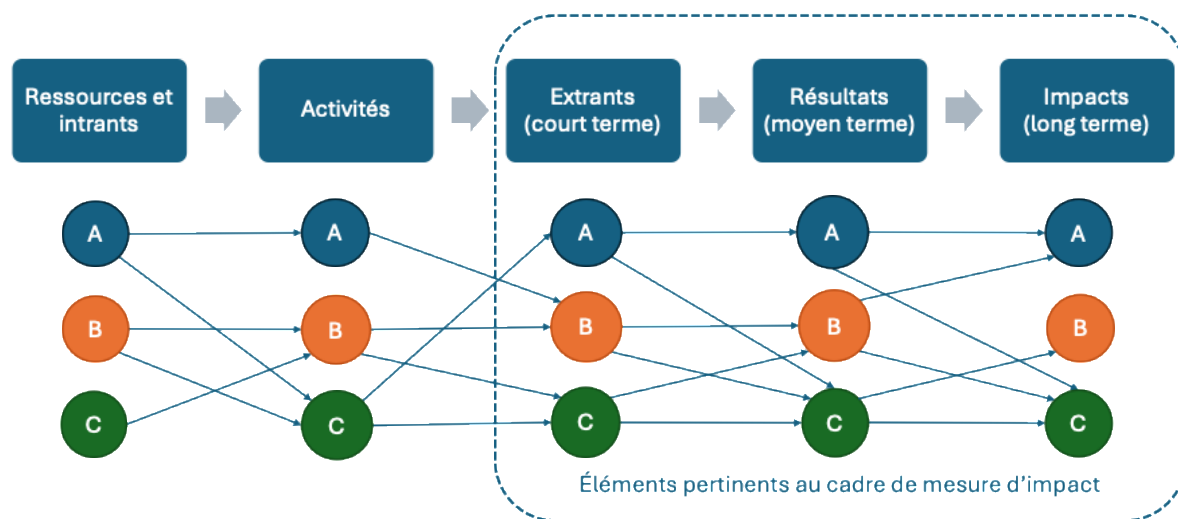 Ressources et
intrants
Activités
Extrants
(court terme)
Résultats
(moyen terme)
Impacts
(long terme)
A
A
A
A
A
B
B
B
B
B
C
C
C
C
C
Éléments pertinents au cadre de mesure d'impact